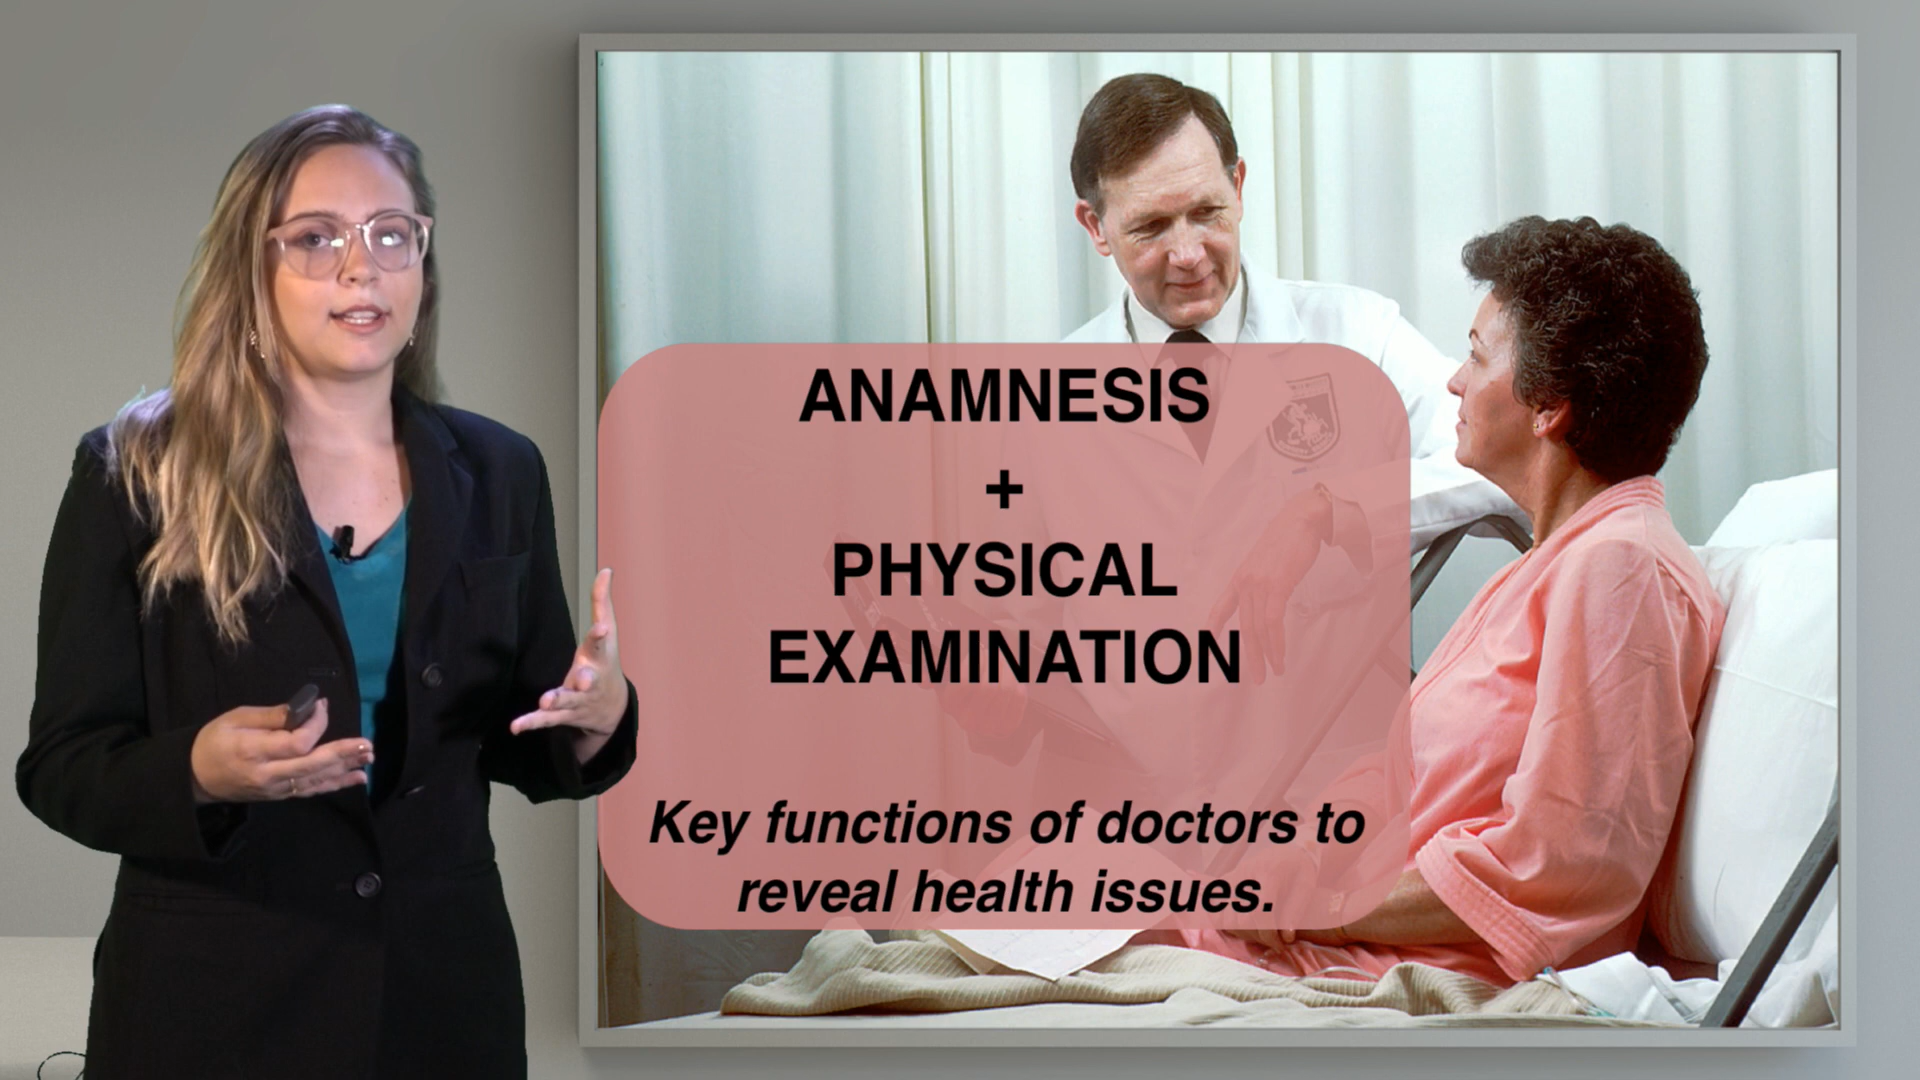 ANAMNESIS
+
PHYSICAL
EXAMINATION
Key functions of doctors to
reveal health issues.